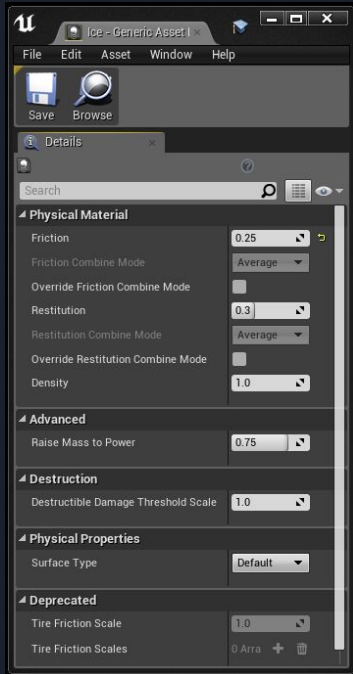 Ice - Generic Asset
File Edit Asset Window Help
Save Browse
Details
Search
Physical Material
Friction 0.25
Friction Combine Mode Average
Override Friction Combine Mode
Restitution 0.3
Restitution Combine Mode Average
Override Restitution Combine Mode
Density 1.0
Advanced
Raise Mass to Power 0.75
Destruction
Destructible Damage Threshold Scale 1.0
Physical Properties
Surface Type Default
Deprecated
Tire Friction Scale 1.0
Tire Friction Scales 0 Arra